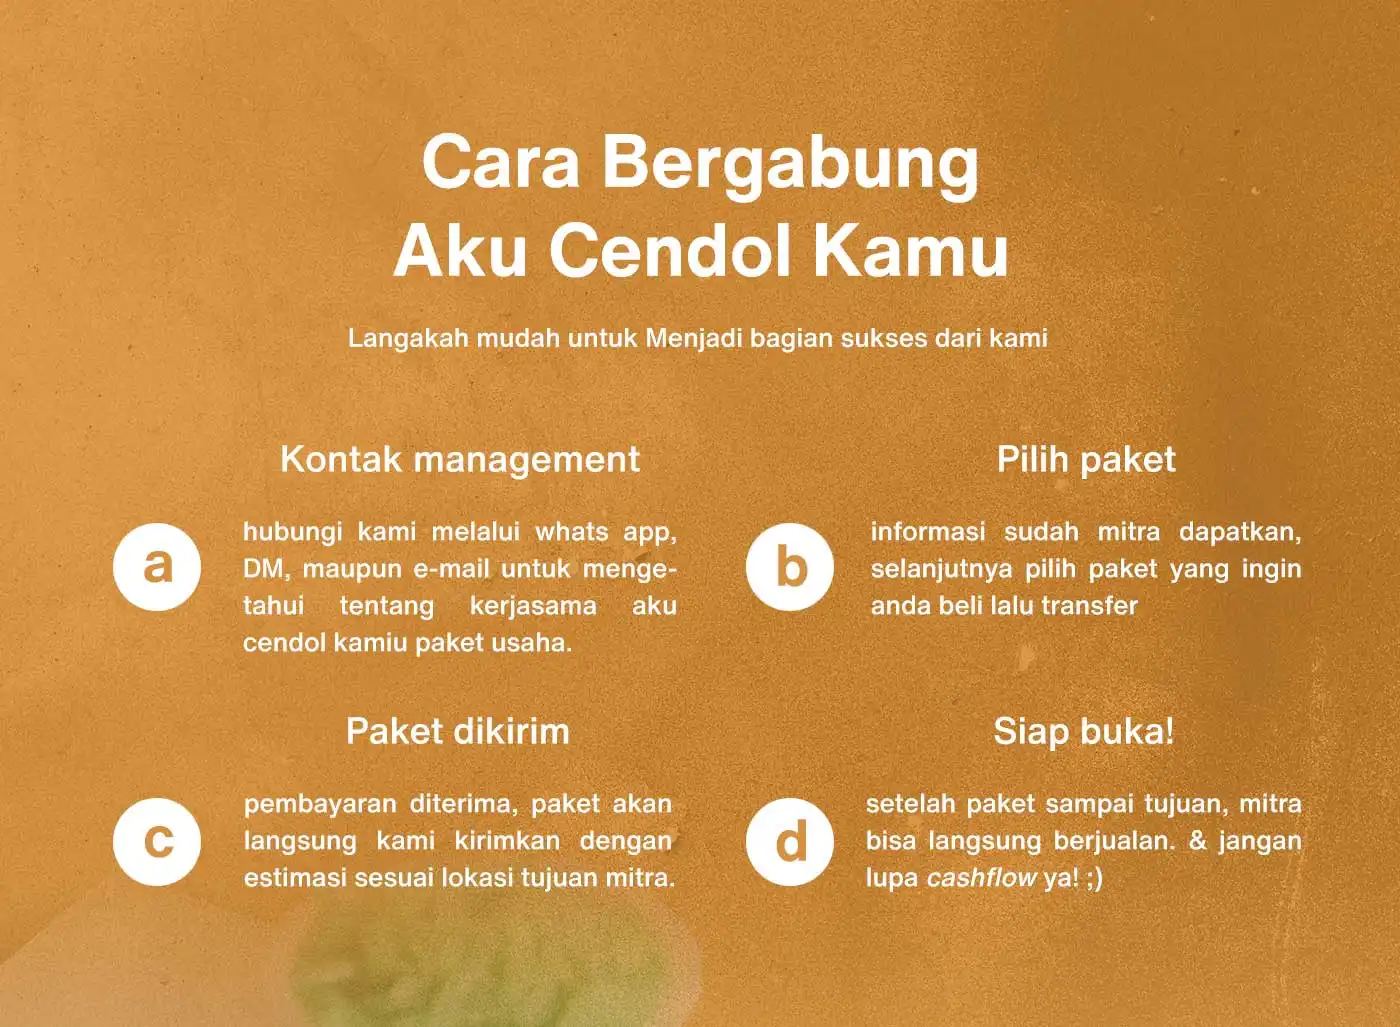 Cara Bergabung
Aku Cendol Kamu
Langakah mudah untuk Menjadi bagian sukses dari kami
Kontak management
a
hubungi kami melalui whats app,
DM, maupun e-mail untuk menge-
tahui tentang kerjasama aku
cendol kamiu paket usaha.
Pilih paket
b
informasi sudah mitra dapatkan,
selanjutnya pilih paket yang ingin
anda beli lalu transfer
Paket dikirim
c
pembayaran diterima, paket akan
langsung kami kirimkan dengan
estimasi sesuai lokasi tujuan mitra.
Siap buka!
d
setelah paket sampai tujuan, mitra
bisa langsung berjualan. & jangan
lupa cashflow ya! ;)